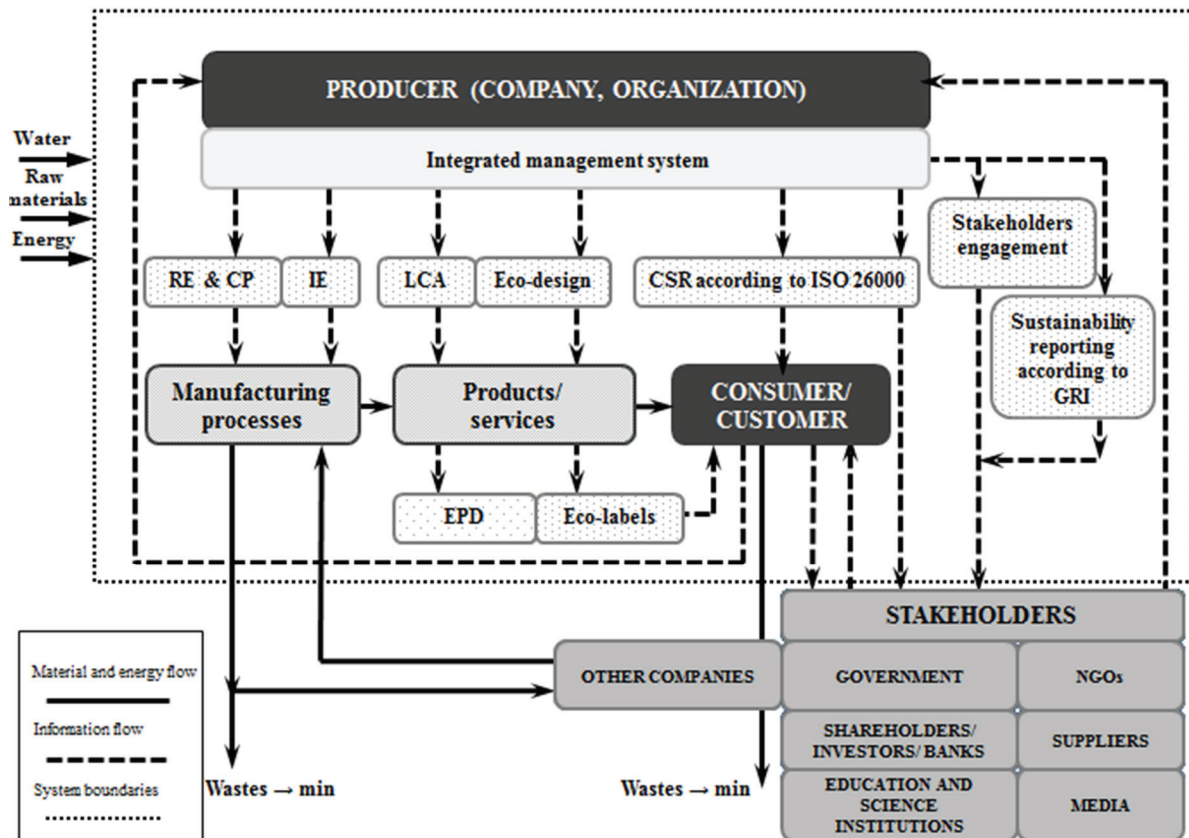 PRODUCER (COMPANY, ORGANIZATION)
Integrated management system
Water
Raw
materials
Energy
Stakeholders
engagement
RE & CP
IE
LCA
Eco-design
CSR according to ISO 26000
Sustainability
reporting
according to
GRI
Manufacturing
processes
Products/
services
CONSUMER/
CUSTOMER
EPD
Eco-labels
STAKEHOLDERS
OTHER COMPANIES
GOVERNMENT
NGOs
SHAREHOLDERS/
INVESTORS/ BANKS
SUPPLIERS
EDUCATION AND
SCIENCE
INSTITUTIONS
MEDIA
Material and energy flow
Information flow
System boundaries
Wastes → min
Wastes → min